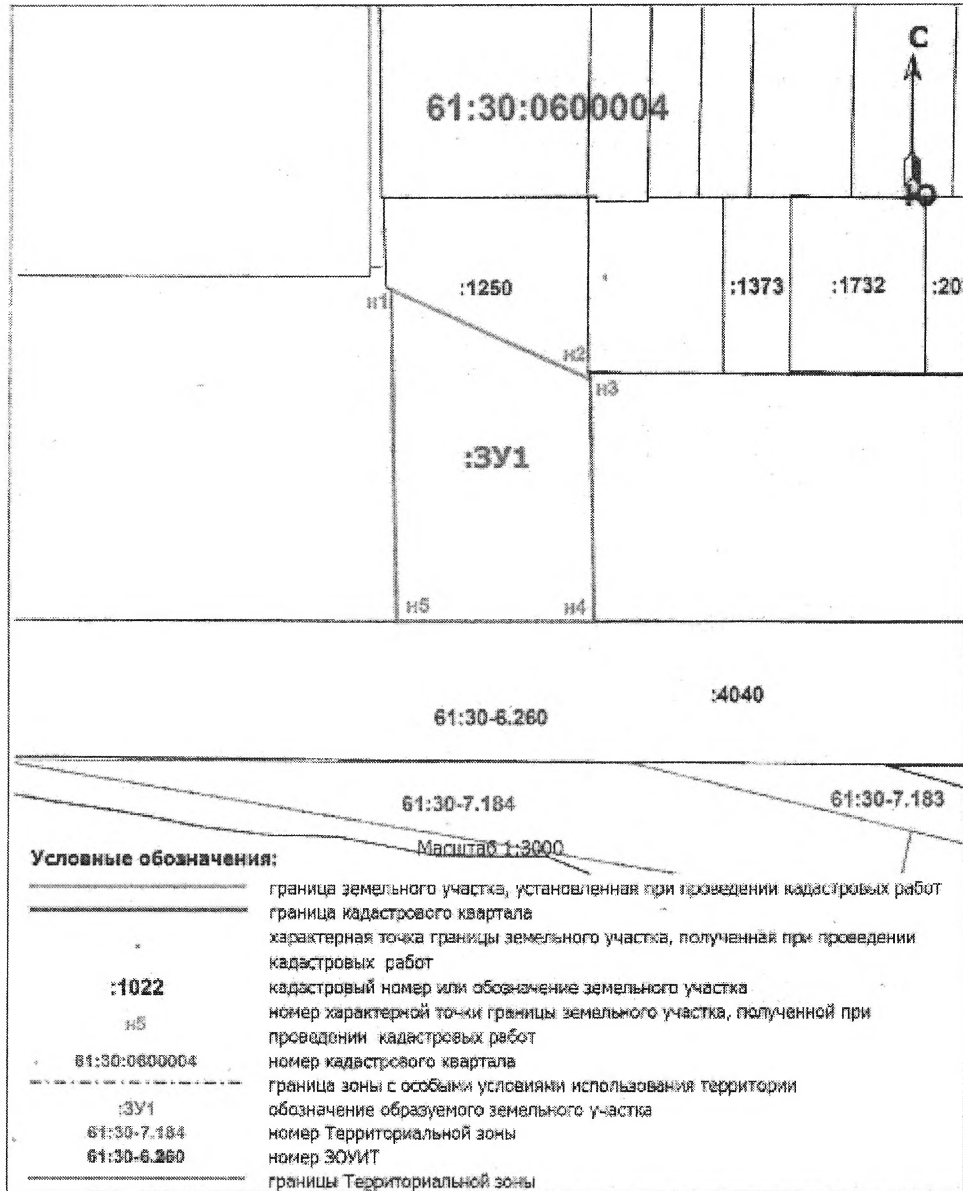 С
61:30:0600004
Ю
:1250
:1373
:1732
:20
н1
н2
н3
:ЗУ1
н5
н4
:4040
61:30-6.260
61:30-7.184
61:30-7.183
Масштаб 1:3000
Условные обозначения:
граница земельного участка, установленная при проведении кадастровых работ
граница кадастрового квартала
характерная точка границы земельного участка, полученная при проведении
кадастровых работ
:1022 кадастровый номер или обозначение земельного участка
н5 номер характерной точки границы земельного участка, полученной при
проведении кадастровых работ
61:30:0600004 номер кадастрового квартала
граница зоны с особыми условиями использования территории
:ЗУ1 обозначение образуемого земельного участка
61:30-7.184 номер Территориальной зоны
61:30-6.260 номер ЗОУИТ
границы Территориальной зоны